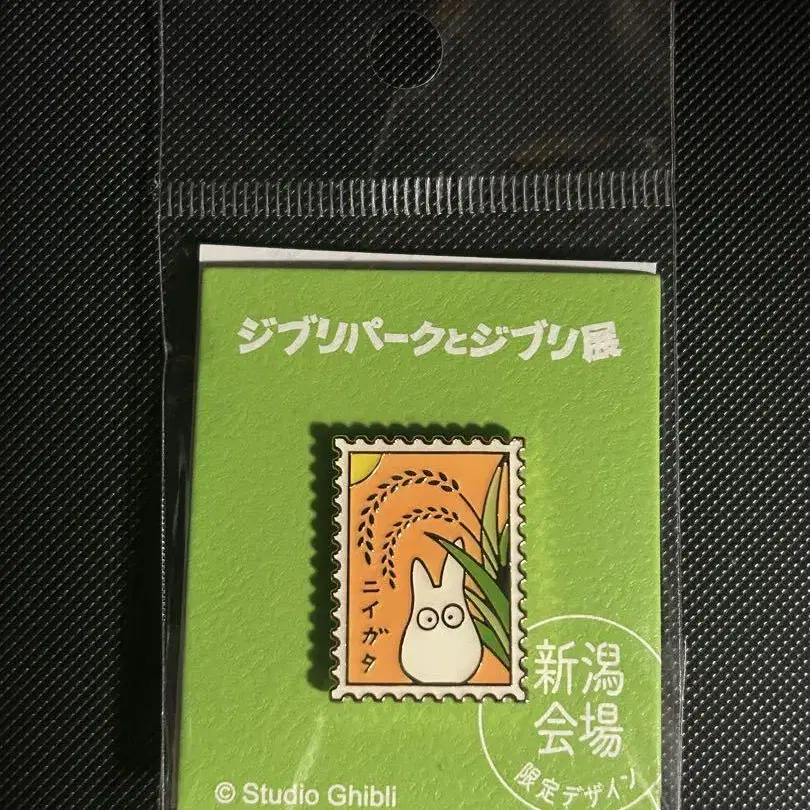 ジブリパークとジブリ展
ニイガタ
新潟
会場
限定デザイン
© Studio Ghibli